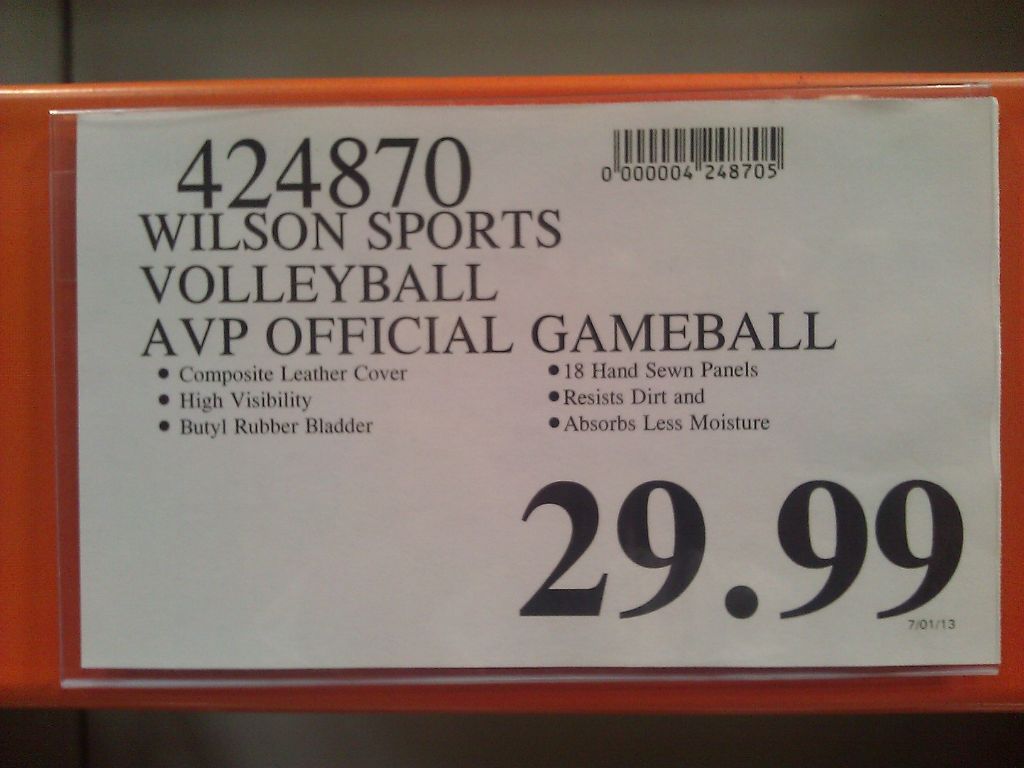 424870
0 000004 248705
WILSON SPORTS
VOLLEYBALL
AVP OFFICIAL GAMEBALL
• Composite Leather Cover
• High Visibility
• Butyl Rubber Bladder
• 18 Hand Sewn Panels
• Resists Dirt and
• Absorbs Less Moisture
29.99
7/01/13